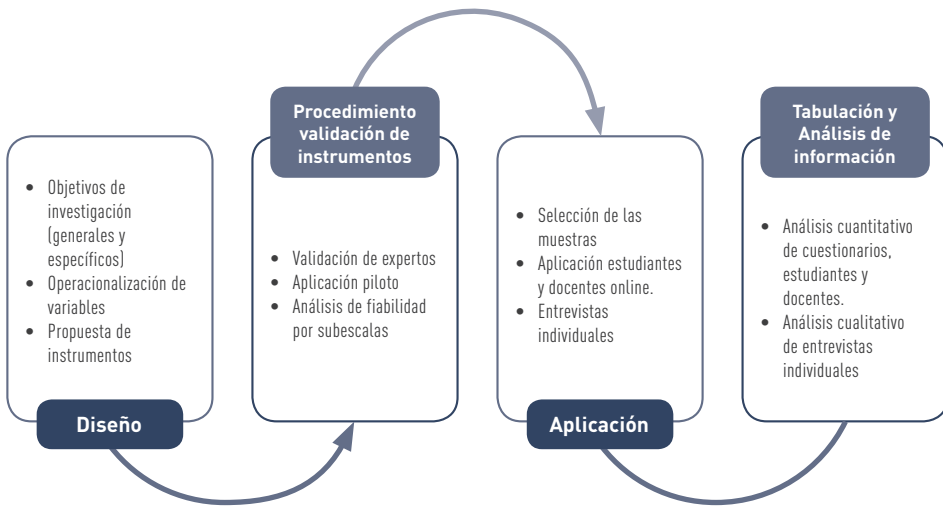 Diseño
• Objetivos de
investigación
(generales y
específicos)
• Operacionalización de
variables
• Propuesta de
instrumentos
Procedimiento
validación de
instrumentos
• Validación de expertos
• Aplicación piloto
• Análisis de fiabilidad
por subescalas
Aplicación
• Selección de las
muestras
• Aplicación estudiantes
y docentes online.
• Entrevistas
individuales
Tabulación y
Análisis de
información
• Análisis cuantitativo
de cuestionarios,
estudiantes y
docentes.
• Análisis cualitativo
de entrevistas
individuales